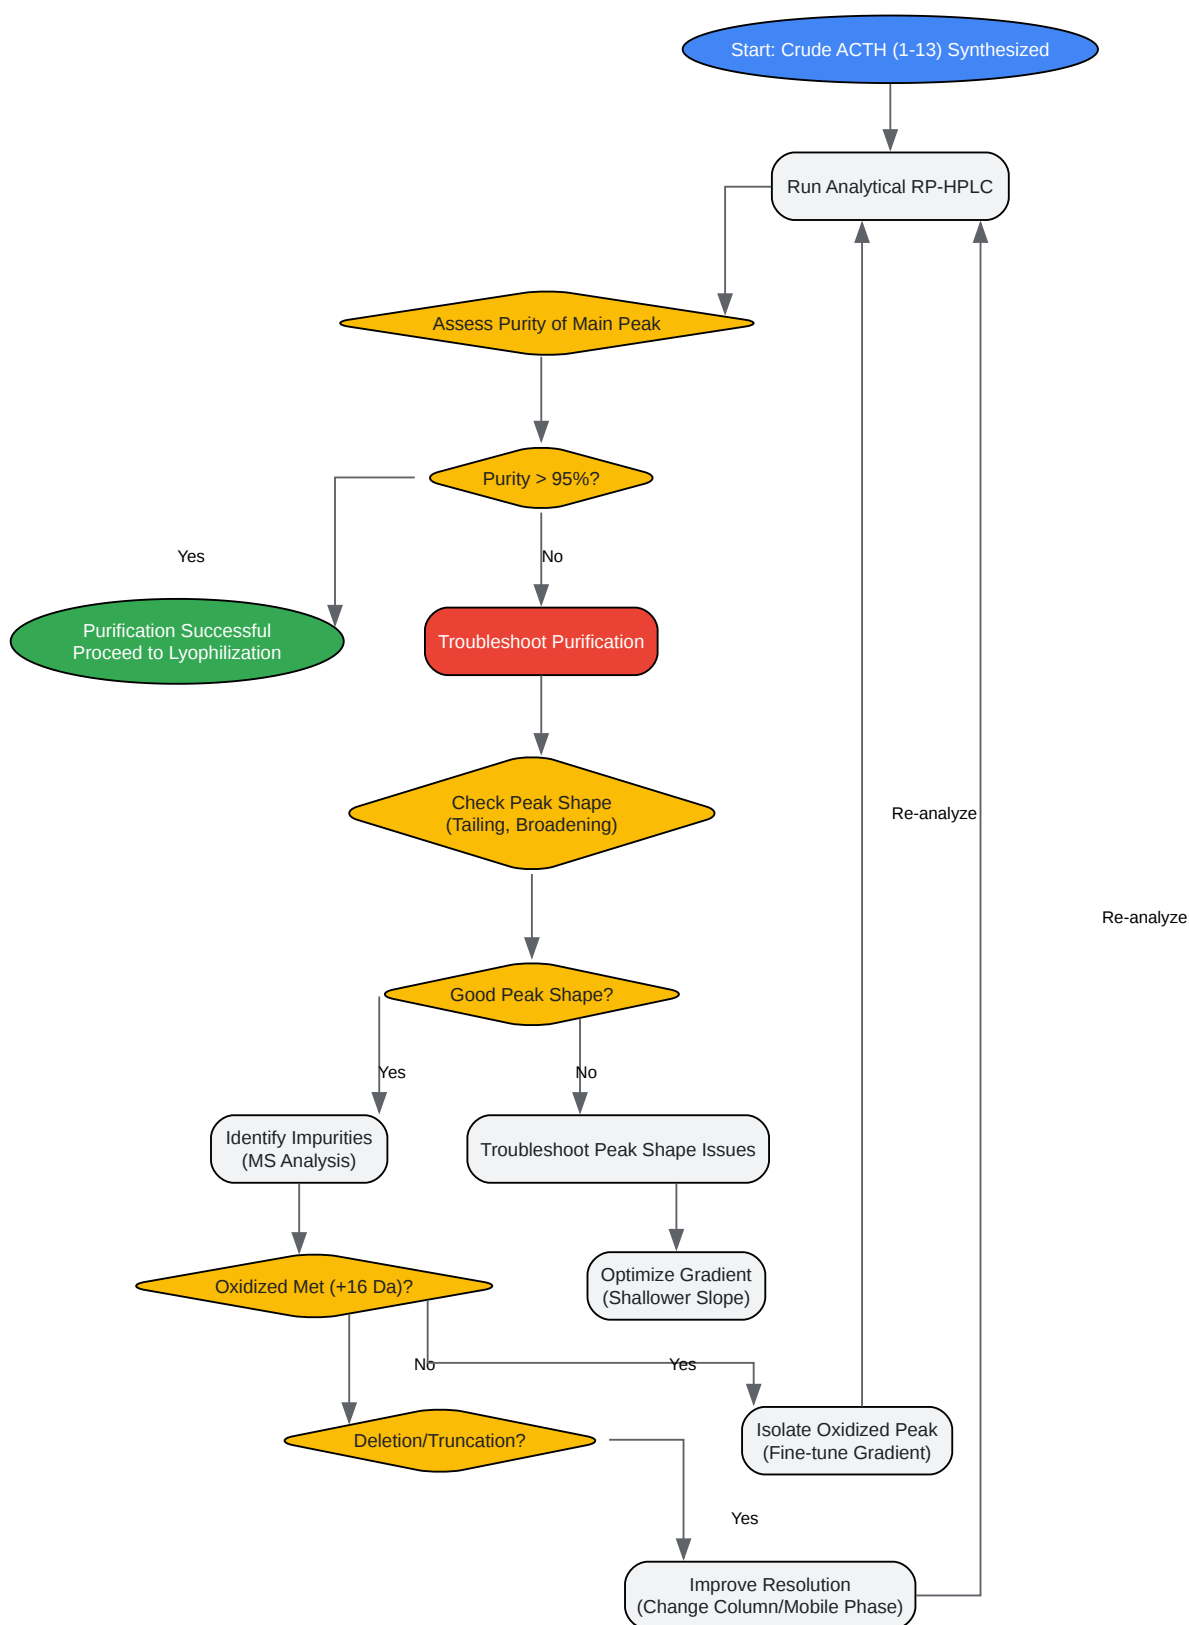 Start: Crude ACTH (1-13) Synthesized
Run Analytical RP-HPLC
Assess Purity of Main Peak
Purity > 95%?
Yes
No
Purification Successful
Proceed to Lyophilization
Troubleshoot Purification
Check Peak Shape
(Tailing, Broadening)
Re-analyze
Re-analyze
Good Peak Shape?
Yes
No
Identify Impurities
(MS Analysis)
Troubleshoot Peak Shape Issues
Oxidized Met (+16 Da)?
Optimize Gradient
(Shallower Slope)
No
Yes
Deletion/Truncation?
Isolate Oxidized Peak
(Fine-tune Gradient)
Yes
Improve Resolution
(Change Column/Mobile Phase)